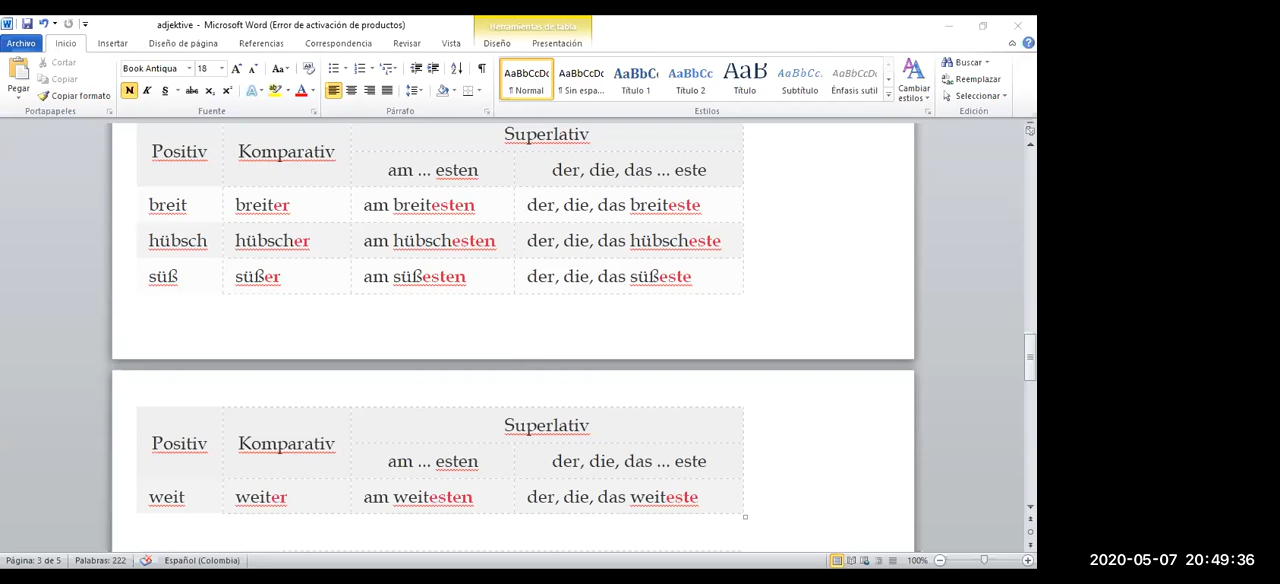 adjektive - Microsoft Word (Error de activación de productos)
Herramientas de tabla
Archivo Inicio Insertar Diseño de página Referencias Correspondencia Revisar Vista Diseño Presentación
Pegar
Cortar
Copiar
Copiar formato
Portapapeles
Book Antiqua 18
N K S abc
Fuente
Párrafo
AaBbCcDc AaBbCcDc AaBbCc AaBbCc AaB AaBbCc. AaBbCcDc
¶ Normal ¶ Sin espa... Título 1 Título 2 Título Subtítulo Énfasis sutil
Estilos
Cambiar estilos
Buscar
Reemplazar
Seleccionar
Edición
Positiv Komparativ Superlativ
am ... esten der, die, das ... este
breit breiter am breitesten der, die, das breiteste
hübsch hübscher am hübschesten der, die, das hübscheste
süß süßer am süßesten der, die, das süßeste
Positiv Komparativ Superlativ
am ... esten der, die, das ... este
weit weiter am weitesten der, die, das weiteste
Página: 3 de 5 Palabras: 222 Español (Colombia) 100%
2020-05-07 20:49:36